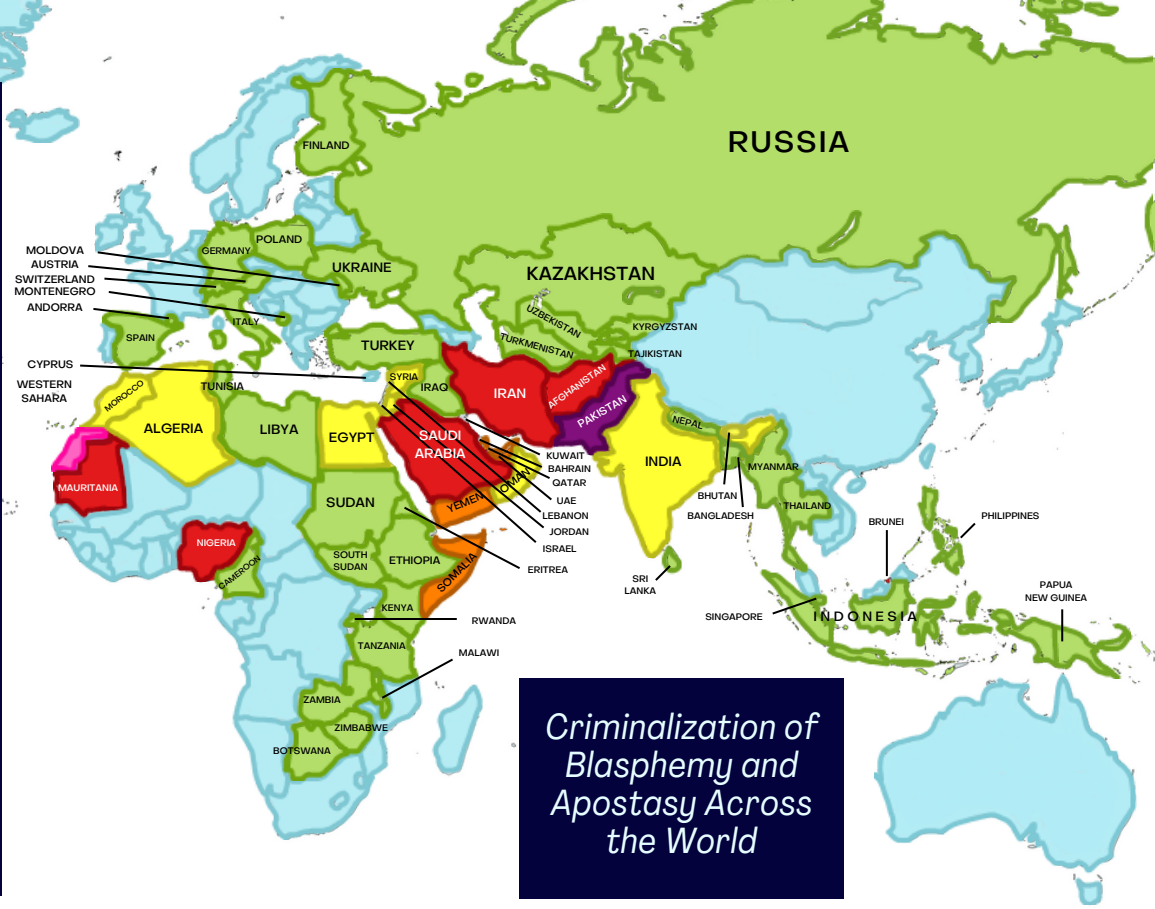 RUSSIA
FINLAND
POLAND
GERMANY
MOLDOVA
AUSTRIA
UKRAINE
SWITZERLAND
MONTENEGRO
KAZAKHSTAN
ANDORRA
UZBEKISTAN
ITALY
KYRGYZSTAN
SPAIN
TURKEY
TURKMENISTAN
TAJIKISTAN
CYPRUS
SYRIA
WESTERN
SAHARA
TUNISIA
IRAQ
MOROCCO
IRAN
AFGHANISTAN
PAKISTAN
NEPAL
ALGERIA
LIBYA
EGYPT
SAUDI
ARABIA
KUWAIT
BAHRAIN
QATAR
INDIA
MYANMAR
OMAN
MAURITANIA
BHUTAN
UAE
YEMEN
SUDAN
THAILAND
BANGLADESH
LEBANON
PHILIPPINES
BRUNEI
JORDAN
NIGERIA
ISRAEL
SOUTH
SUDAN
ETHIOPIA
ERITREA
CAMEROON
SOMALIA
SRI
LANKA
PAPUA
NEW GUINEA
KENYA
SINGAPORE
INDONESIA
RWANDA
TANZANIA
MALAWI
ZAMBIA
ZIMBABWE
BOTSWANA
Criminalization of
Blasphemy and
Apostasy Across
the World